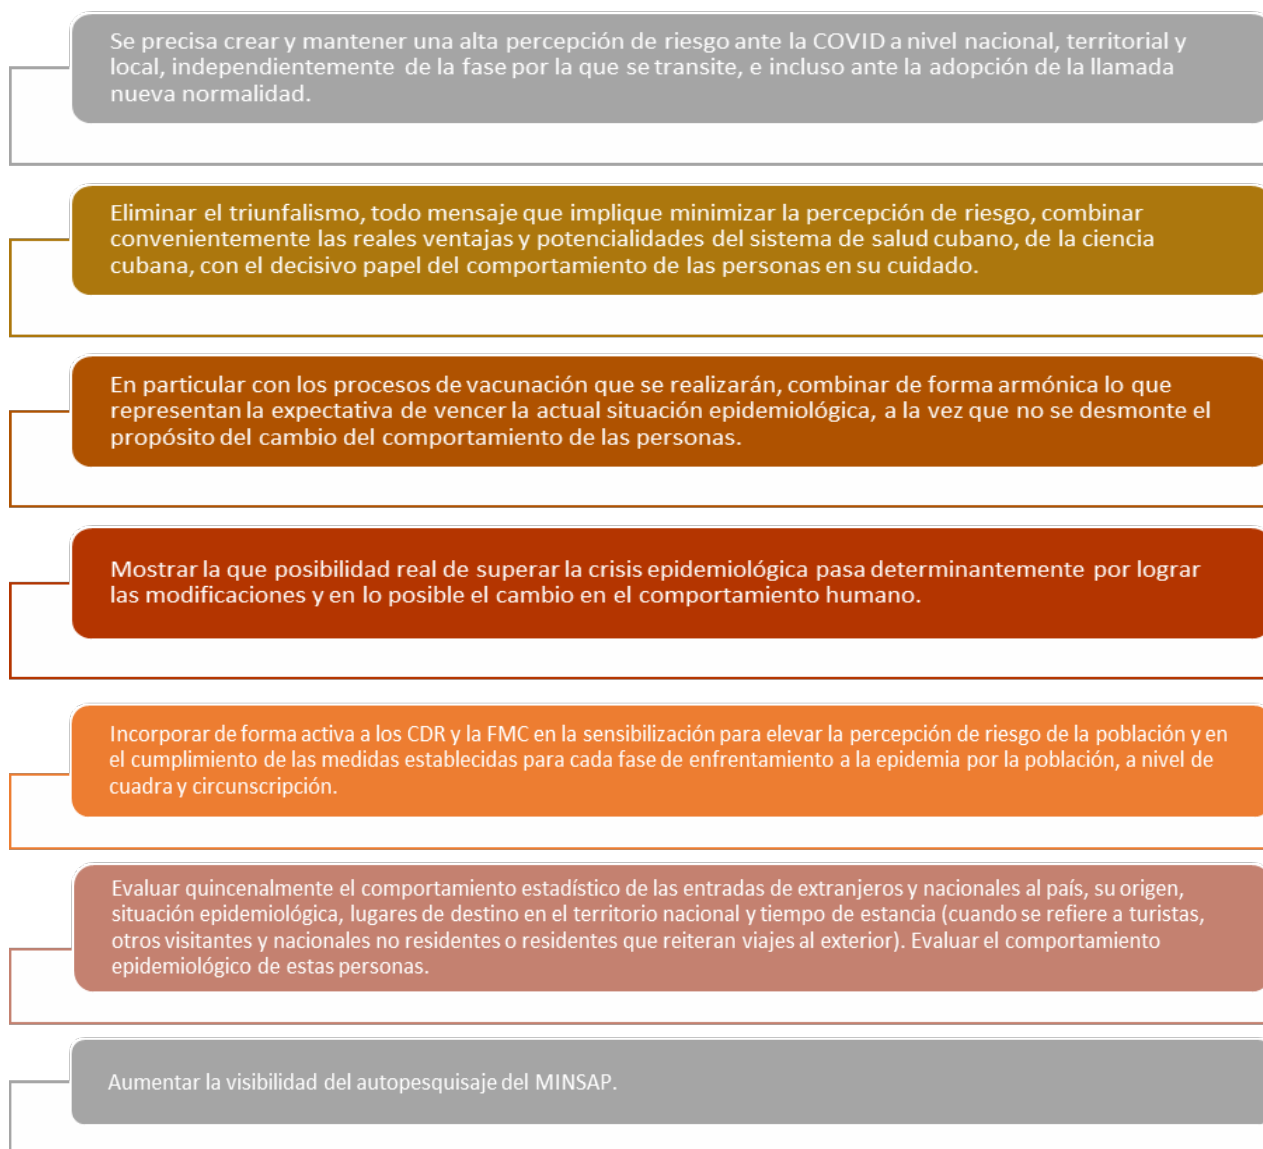 Se precisa crear y mantener una alta percepción de riesgo ante la COVID a nivel nacional, territorial y
local, independientemente de la fase por la que se transite, e incluso ante la adopción de la llamada
nueva normalidad.
Eliminar el triunfalismo, todo mensaje que implique minimizar la percepción de riesgo, combinar
convenientemente las reales ventajas y potencialidades del sistema de salud cubano, de la ciencia
cubana, con el decisivo papel del comportamiento de las personas en su cuidado.
En particular con los procesos de vacunación que se realizarán, combinar de forma armónica lo que
representan la expectativa de vencer la actual situación epidemiológica, a la vez que no se desmonte el
propósito del cambio del comportamiento de las personas.
Mostrar la que posibilidad real de superar la crisis epidemiológica pasa determinantemente por lograr
las modificaciones y en lo posible el cambio en el comportamiento humano.
Incorporar de forma activa a los CDR y la FMC en la sensibilización para elevar la percepción de riesgo de la población y en
el cumplimiento de las medidas establecidas para cada fase de enfrentamiento a la epidemia por la población, a nivel de
cuadra y circunscripción.
Evaluar quincenalmente el comportamiento estadístico de las entradas de extranjeros y nacionales al país, su origen,
situación epidemiológica, lugares de destino en el territorio nacional y tiempo de estancia (cuando se refiere a turistas,
otros visitantes y nacionales no residentes o residentes que reiteran viajes al exterior). Evaluar el comportamiento
epidemiológico de estas personas.
Aumentar la visibilidad del autopesquisaje del MINSAP.